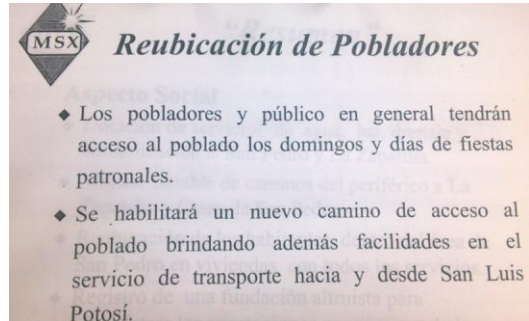 MSX
Reubicación de Pobladores
◆ Los pobladores y público en general tendrán
acceso al poblado los domingos y días de fiestas
patronales.
◆ Se habilitará un nuevo camino de acceso al
poblado brindando además facilidades en el
servicio de transporte hacia y desde San Luis
Potosí.